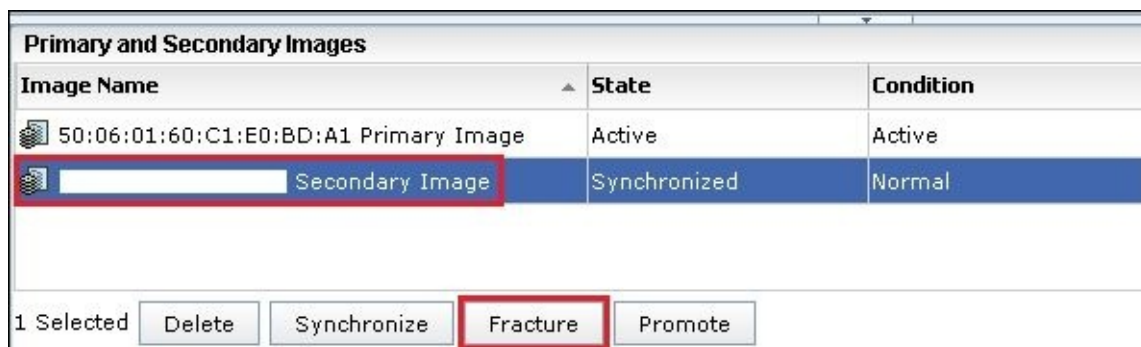 Primary and Secondary Images
Image Name State Condition
50:06:01:60:C1:E0:BD:A1 Primary Image Active Active
Secondary Image Synchronized Normal
1 Selected Delete Synchronize Fracture Promote